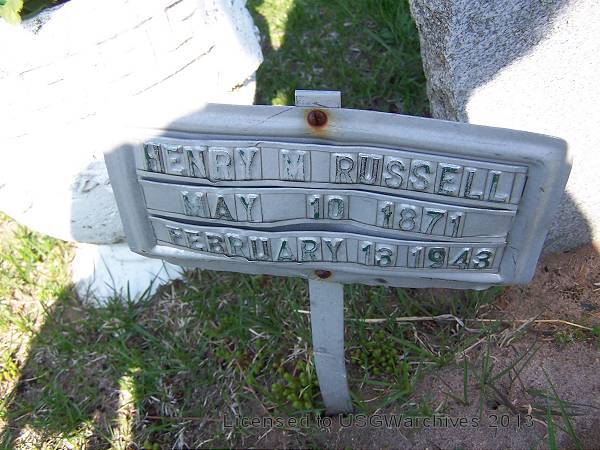 HENRY M RUSSELL
MAY 10 1871
FEBRUARY 13 1943
Licensed to USGWarchives 2013